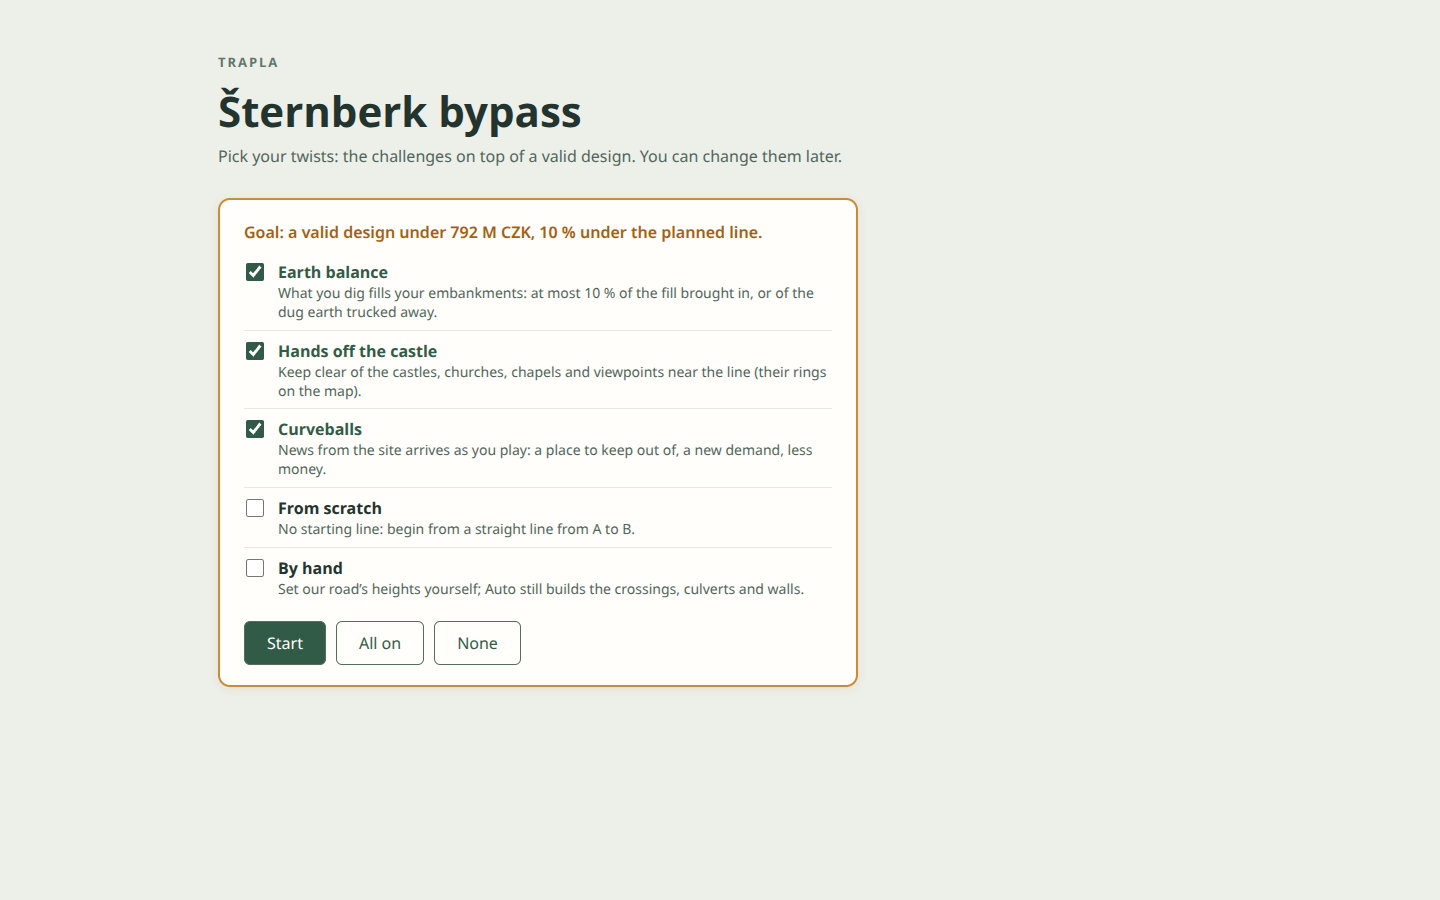 TRAPLA
Šternberk bypass
Pick your twists: the challenges on top of a valid design. You can change them later.
Goal: a valid design under 792 M CZK, 10 % under the planned line.
Earth balance
What you dig fills your embankments: at most 10 % of the fill brought in, or of the
dug earth trucked away.
Hands off the castle
Keep clear of the castles, churches, chapels and viewpoints near the line (their rings
on the map).
Curveballs
News from the site arrives as you play: a place to keep out of, a new demand, less
money.
From scratch
No starting line: begin from a straight line from A to B.
By hand
Set our road’s heights yourself; Auto still builds the crossings, culverts and walls.
Start
All on
None